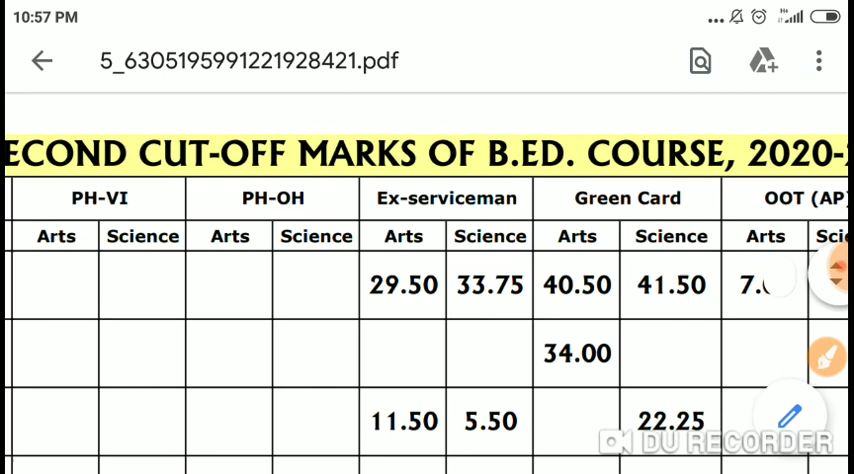 10:57 PM
5_6305195991221928421.pdf
ECOND CUT-OFF MARKS OF B.ED. COURSE, 2020-
PH-VI PH-OH Ex-serviceman Green Card OOT (AP)
Arts Science Arts Science Arts Science Arts Science Arts Scie
29.50 33.75 40.50 41.50 7.
34.00
11.50 5.50 22.25
DU RECORDER